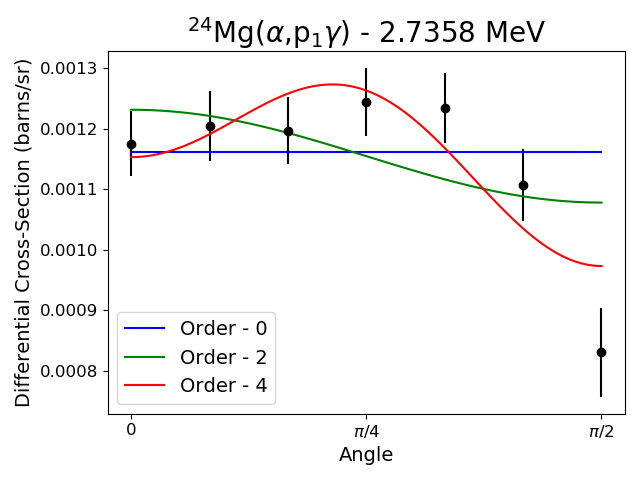 ²⁴Mg(α,p₁γ) - 2.7358 MeV
Differential Cross-Section (barns/sr)
0.0013
0.0012
0.0011
0.0010
0.0009
0.0008
Order - 0
Order - 2
Order - 4
0
π/4
π/2
Angle